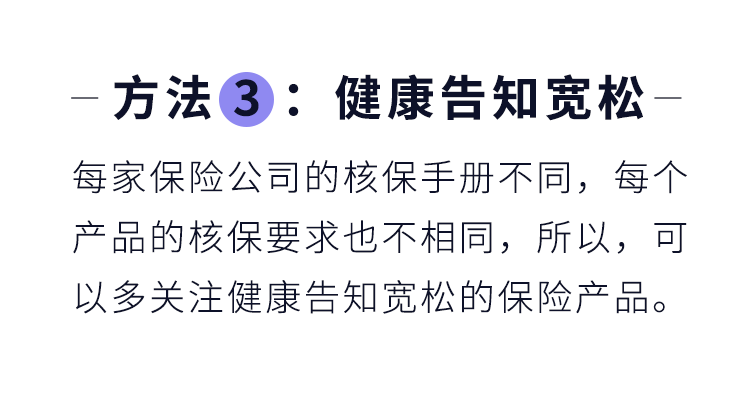 方法3：健康告知宽松
每家保险公司的核保手册不同，每个
产品的核保要求也不相同，所以，可
以多关注健康告知宽松的保险产品。